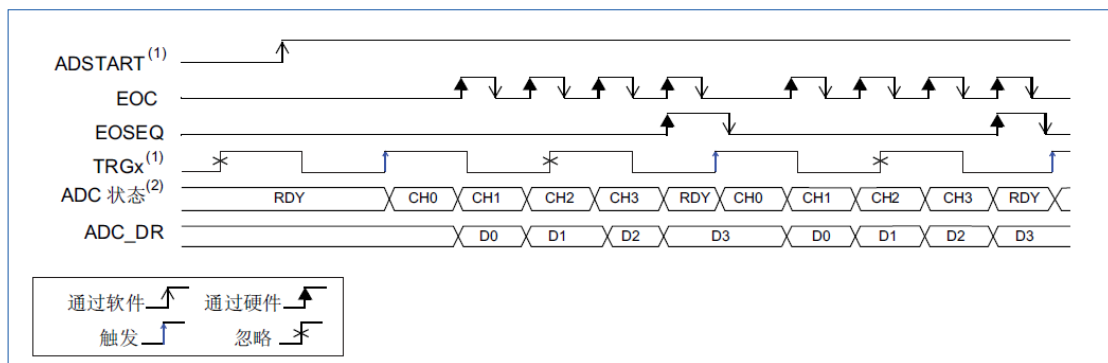 ADSTART(1)
EOC
EOSEQ
TRGx(1)
ADC 状态(2) RDY CH0 CH1 CH2 CH3 RDY CH0 CH1 CH2 CH3 RDY
ADC_DR D0 D1 D2 D3 D0 D1 D2 D3
通过软件 通过硬件
触发 忽略